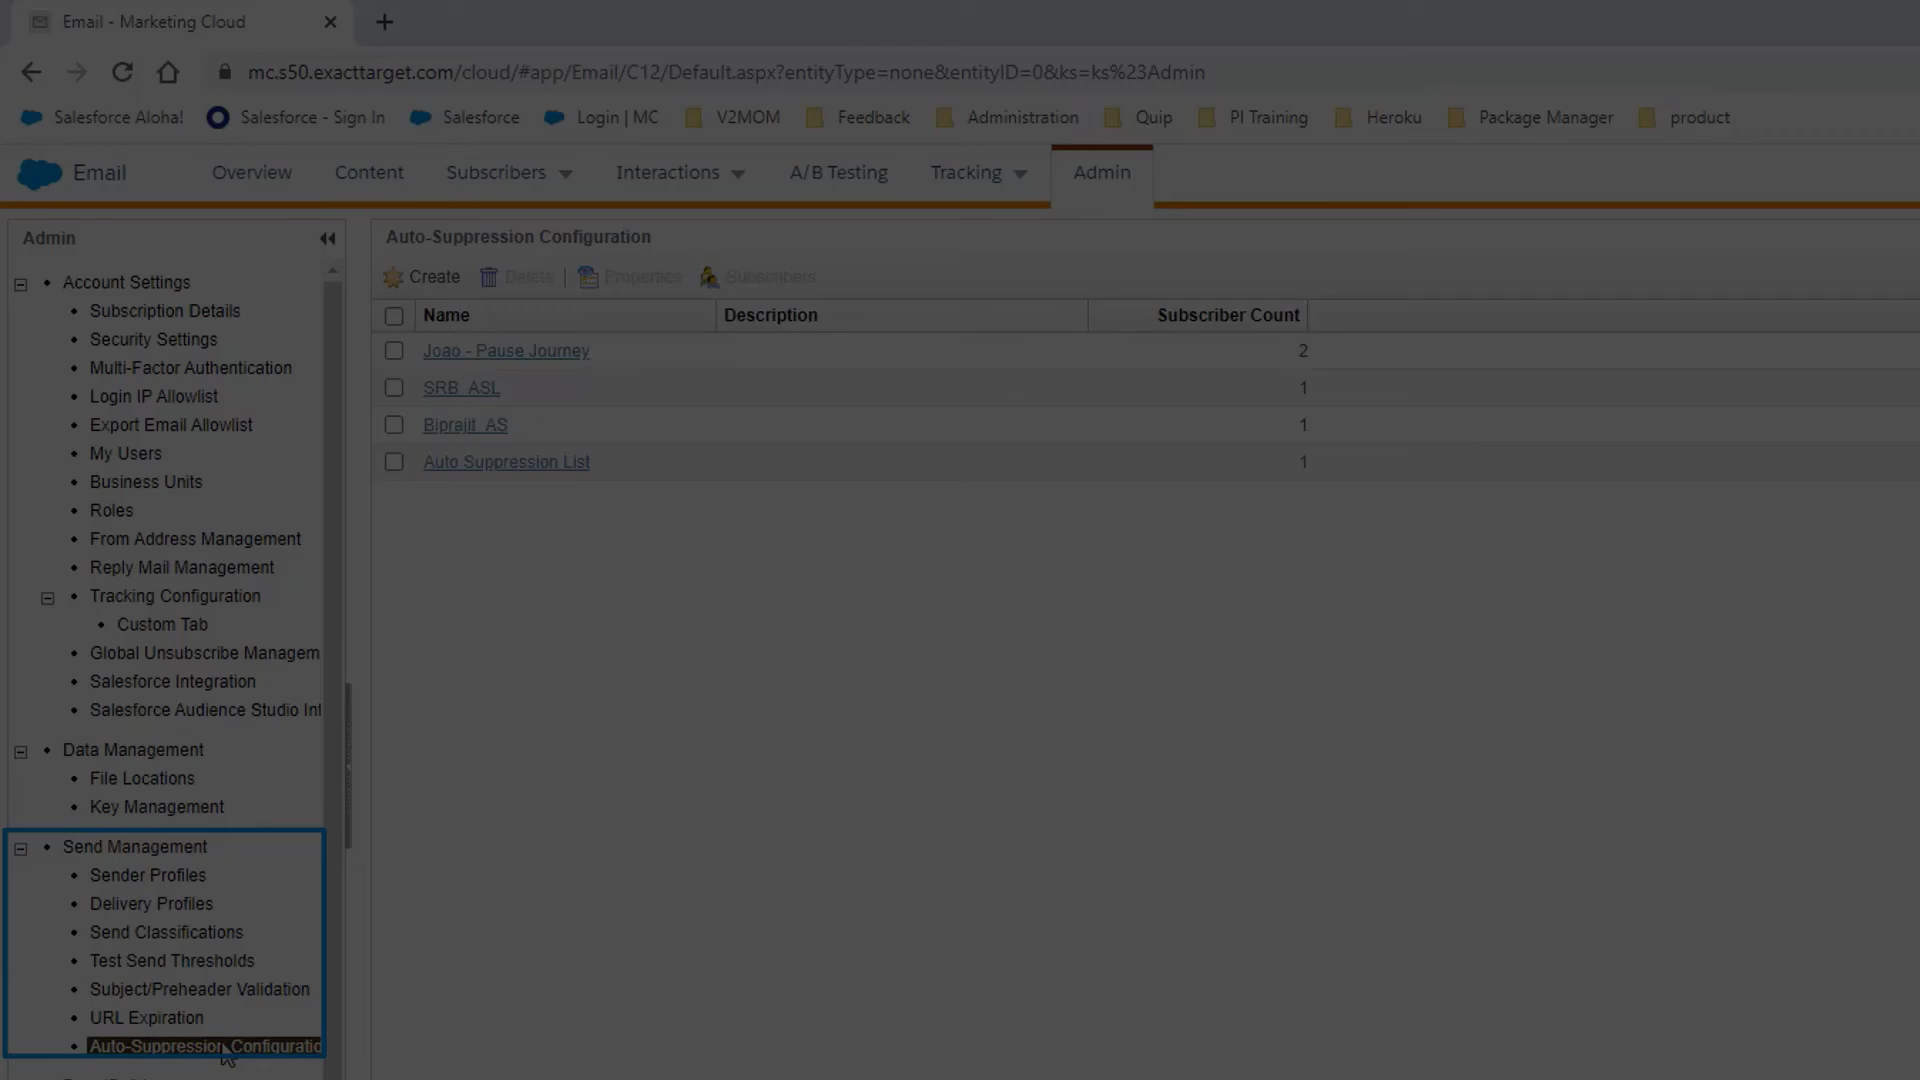 Email - Marketing Cloud
mc.s50.exacttarget.com/cloud/#app/Email/C12/Default.aspx?entityType=none&entityID=0&ks=ks%23Admin
Salesforce Aloha! Salesforce - Sign In Salesforce Login | MC V2MOM Feedback Administration Quip PI Training Heroku Package Manager product
Email Overview Content Subscribers Interactions A/B Testing Tracking Admin
Admin
Account Settings
Subscription Details
Security Settings
Multi-Factor Authentication
Login IP Allowlist
Export Email Allowlist
My Users
Business Units
Roles
From Address Management
Reply Mail Management
Tracking Configuration
Custom Tab
Global Unsubscribe Managem
Salesforce Integration
Salesforce Audience Studio Int
Data Management
File Locations
Key Management
Send Management
Sender Profiles
Delivery Profiles
Send Classifications
Test Send Thresholds
Subject/Preheader Validation
URL Expiration
Auto-Suppression Configuratio
Auto-Suppression Configuration
Create Delete | Properties Subscribers
Name Description Subscriber Count
Joao - Pause Journey 2
SRB_ASL 1
Biprajit_AS 1
Auto Suppression List 1